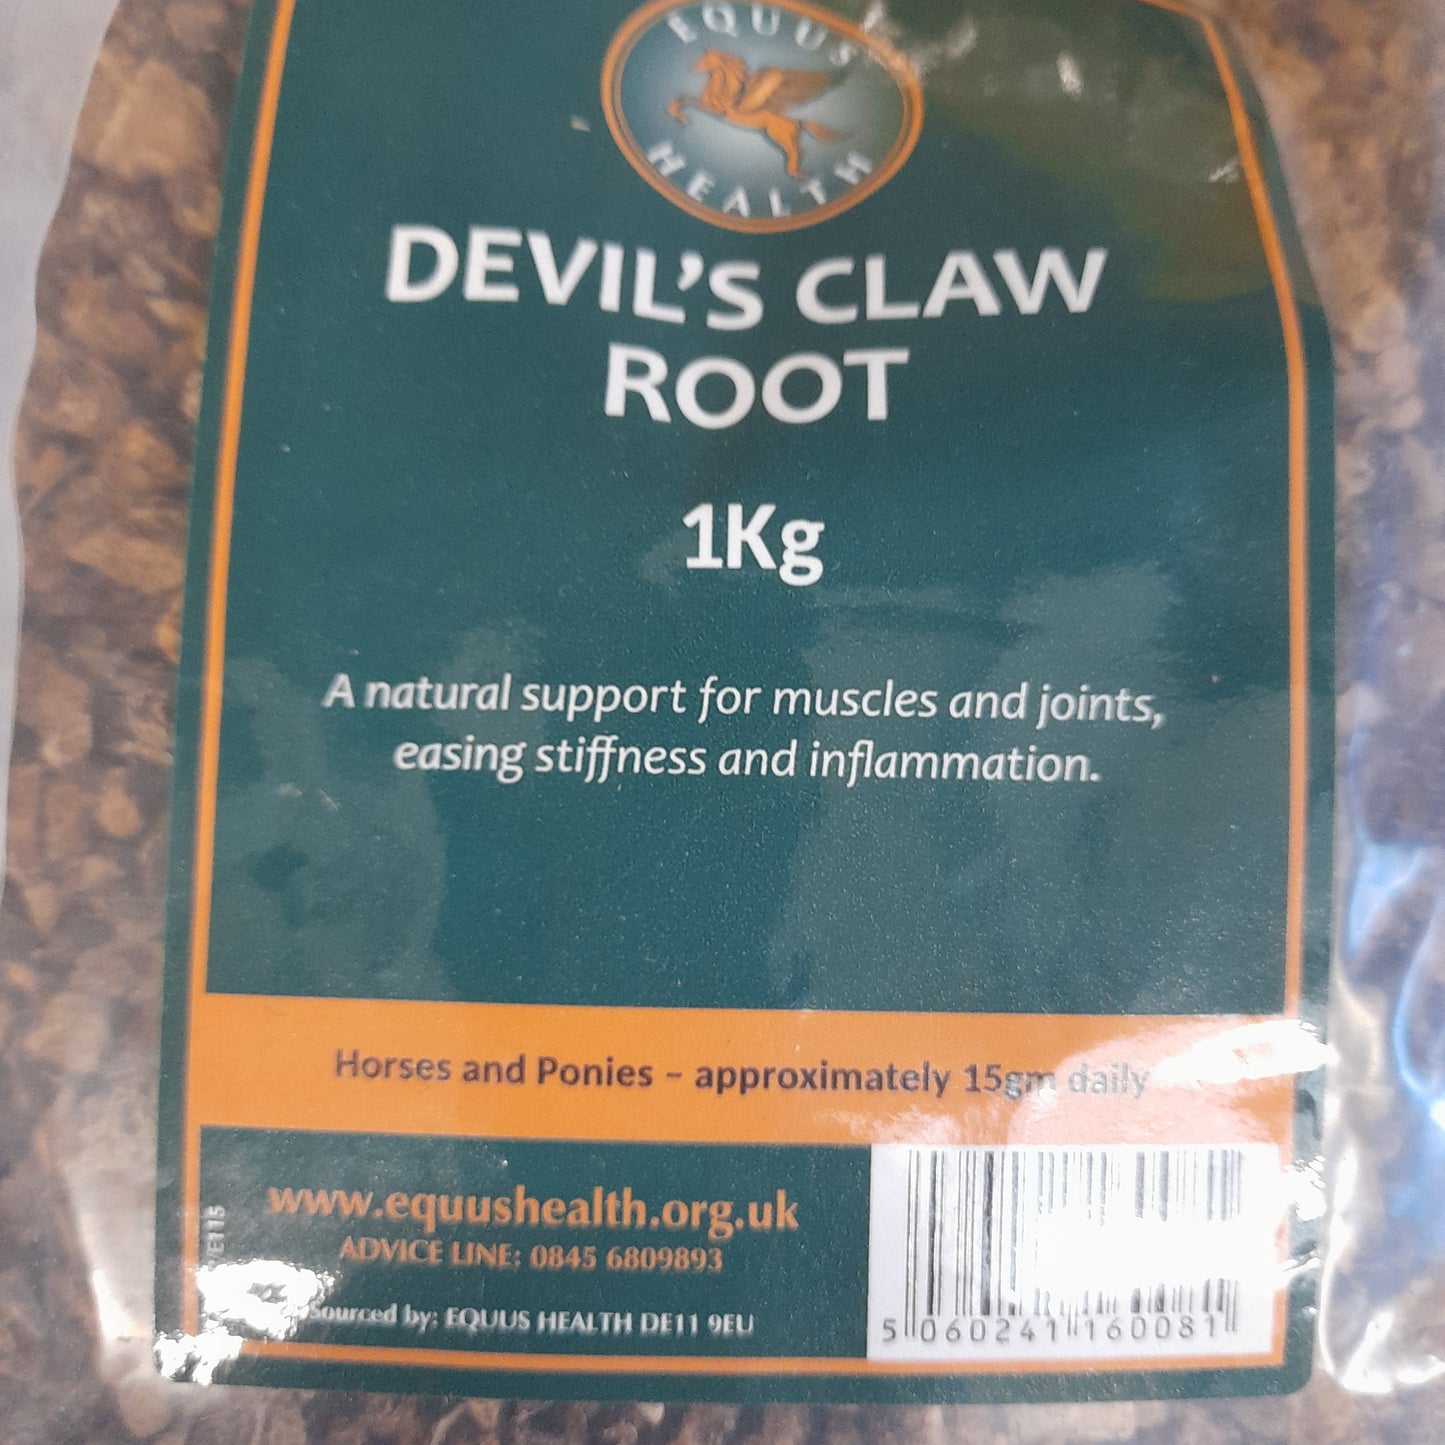 EQUUS
HEALTH
DEVIL'S CLAW
ROOT
1Kg
A natural support for muscles and joints,
easing stiffness and inflammation.
Horses and Ponies – approximately 15gm daily
www.equushealth.org.uk
ADVICE LINE: 0845 6809893
Sourced by: EQUUS HEALTH DE11 9EU
5 060241 160081